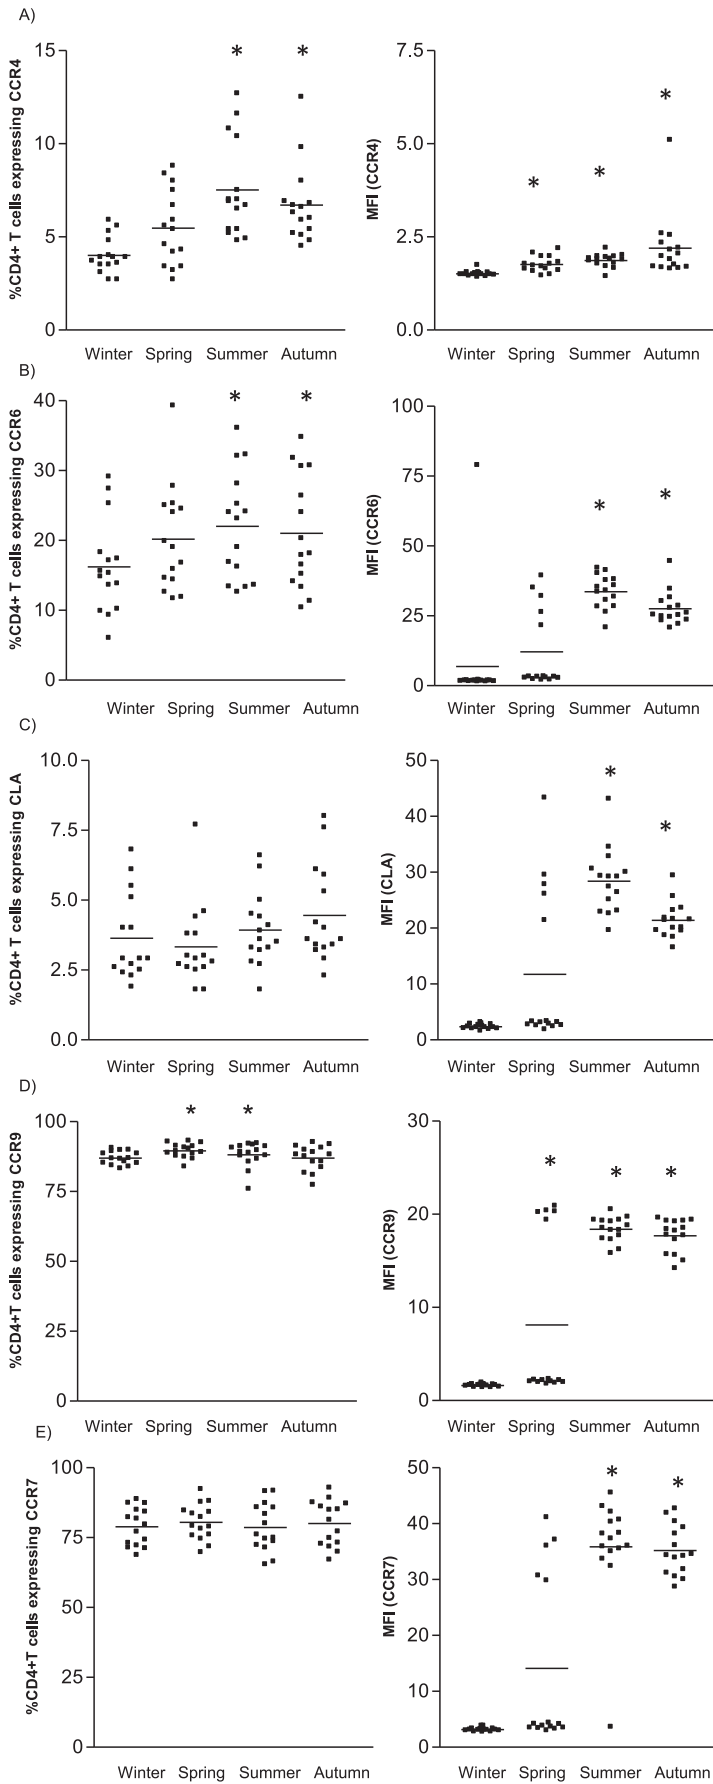 A)
%CD4+ T cells expressing CCR4
15
10
5
0
*
*
Winter Spring Summer Autumn
MFI (CCR4)
7.5
5.0
2.5
0.0
*
*
*
Winter Spring Summer Autumn
B)
%CD4+ T cells expressing CCR6
40
30
20
10
0
*
*
Winter Spring Summer Autumn
MFI (CCR6)
100
75
50
25
0
*
*
Winter Spring Summer Autumn
C)
%CD4+ T cells expressing CLA
10.0
7.5
5.0
2.5
0.0
Winter Spring Summer Autumn
MFI (CLA)
50
40
30
20
10
0
*
*
Winter Spring Summer Autumn
D)
%CD4+T cells expressing CCR9
100
75
50
25
0
*
*
Winter Spring Summer Autumn
MFI (CCR9)
30
20
10
0
*
*
*
Winter Spring Summer Autumn
E)
%CD4+T cells expressing CCR7
100
75
50
25
0
Winter Spring Summer Autumn
MFI (CCR7)
50
40
30
20
10
0
*
*
Winter Spring Summer Autumn